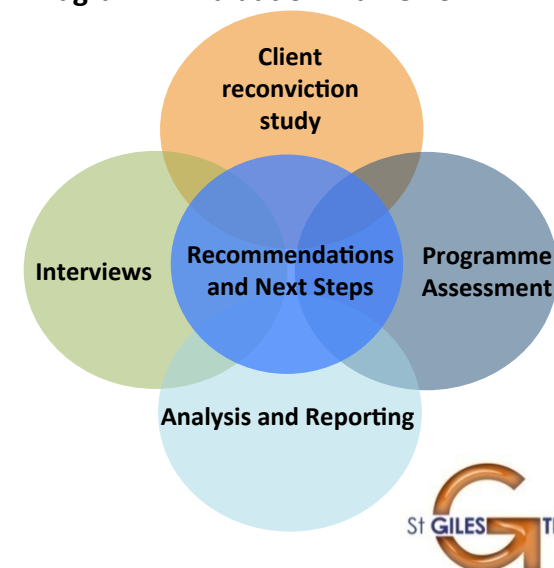 Client
reconviction
study
Interviews
Recommendations
and Next Steps
Programme
Assessment
Analysis and Reporting
St GILES